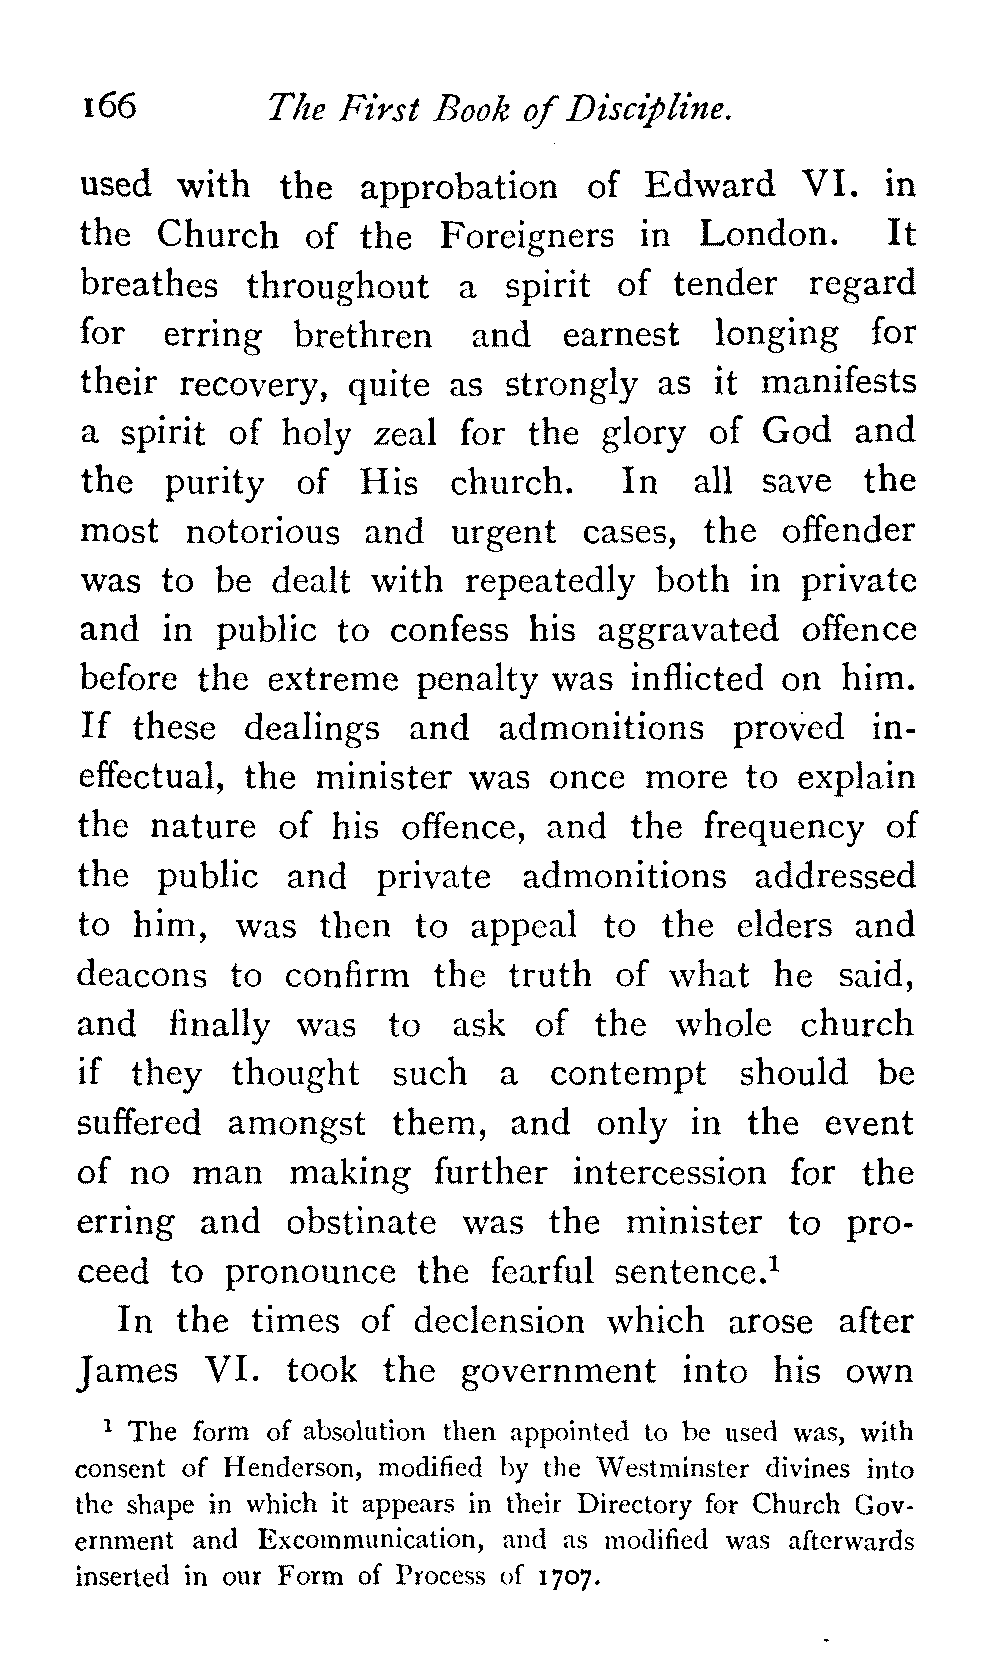 166 The First Book of Discipline.
used with the approbation of Edward VI. in
the Church of the Foreigners in London. It
breathes throughout a spirit of tender regard
for erring brethren and earnest longing for
their recovery, quite as strongly as it manifests
a spirit of holy zeal for the glory of God and
the purity of His church. In all save the
most notorious and urgent cases, the offender
was to be dealt with repeatedly both in private
and in public to confess his aggravated offence
before the extreme penalty was inflicted on him.
If these dealings and admonitions proved in-
effectual, the minister was once more to explain
the nature of his offence, and the frequency of
the public and private admonitions addressed
to him, was then to appeal to the elders and
deacons to confirm the truth of what he said,
and finally was to ask of the whole church
if they thought such a contempt should be
suffered amongst them, and only in the event
of no man making further intercession for the
erring and obstinate was the minister to pro-
ceed to pronounce the fearful sentence.¹
In the times of declension which arose after
James VI. took the government into his own
¹ The form of absolution then appointed to be used was, with
consent of Henderson, modified by the Westminster divines into
the shape in which it appears in their Directory for Church Gov-
ernment and Excommunication, and as modified was afterwards
inserted in our Form of Process of 1707.